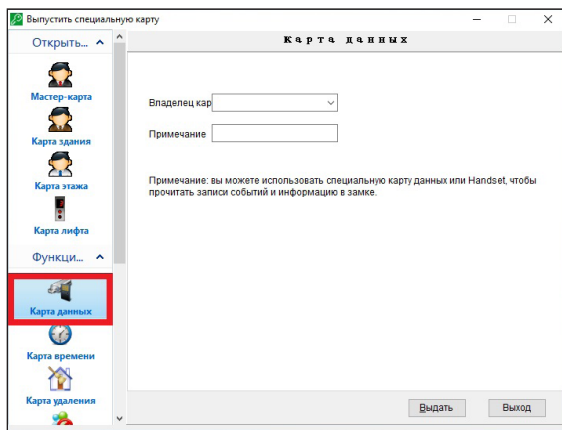 Выпустить специальную карту
Открыть...
Мастер-карта
Карта здания
Карта этажа
Карта лифта
Функци...
Карта данных
Карта времени
Карта удаления
Карта данных
Владелец кар
Примечание
Примечание: вы можете использовать специальную карту данных или Handset, чтобы
прочитать записи событий и информацию в замке.
Выдать
Выход